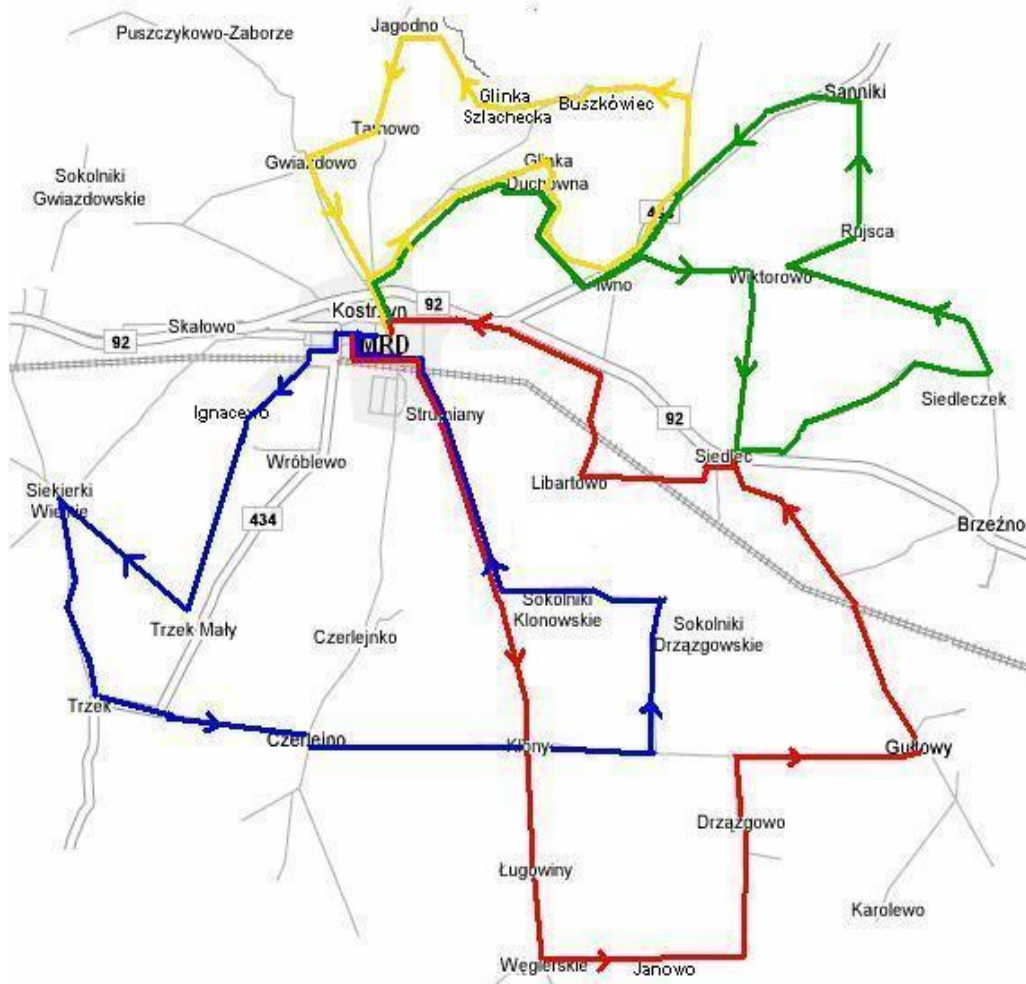 Jagodno
Puszczykowo-Zaborze
Sanniki
Glinka
Szlachecka
Buszkówiec
Tarnowo
Gwiazdowo
Glinka
Duchowna
Sokolniki
Gwiazdowskie
Rujsca
Iwno
Wiktorowo
Kostrzyn
92
Skałowo
92
MRD
Siedleczek
Ignacewo
Strumiany
92
Wróblewo
Siedlec
Libartowo
Siekierki
Wielkie
434
Brzeźno
Sokolniki
Klonowskie
Trzek Mały
Czerlejnko
Sokolniki
Drzązgowskie
Trzek
Czerlejno
Klony
Gułtowy
Drzązgowo
Ługowiny
Karolewo
Węgierskie
Janowo